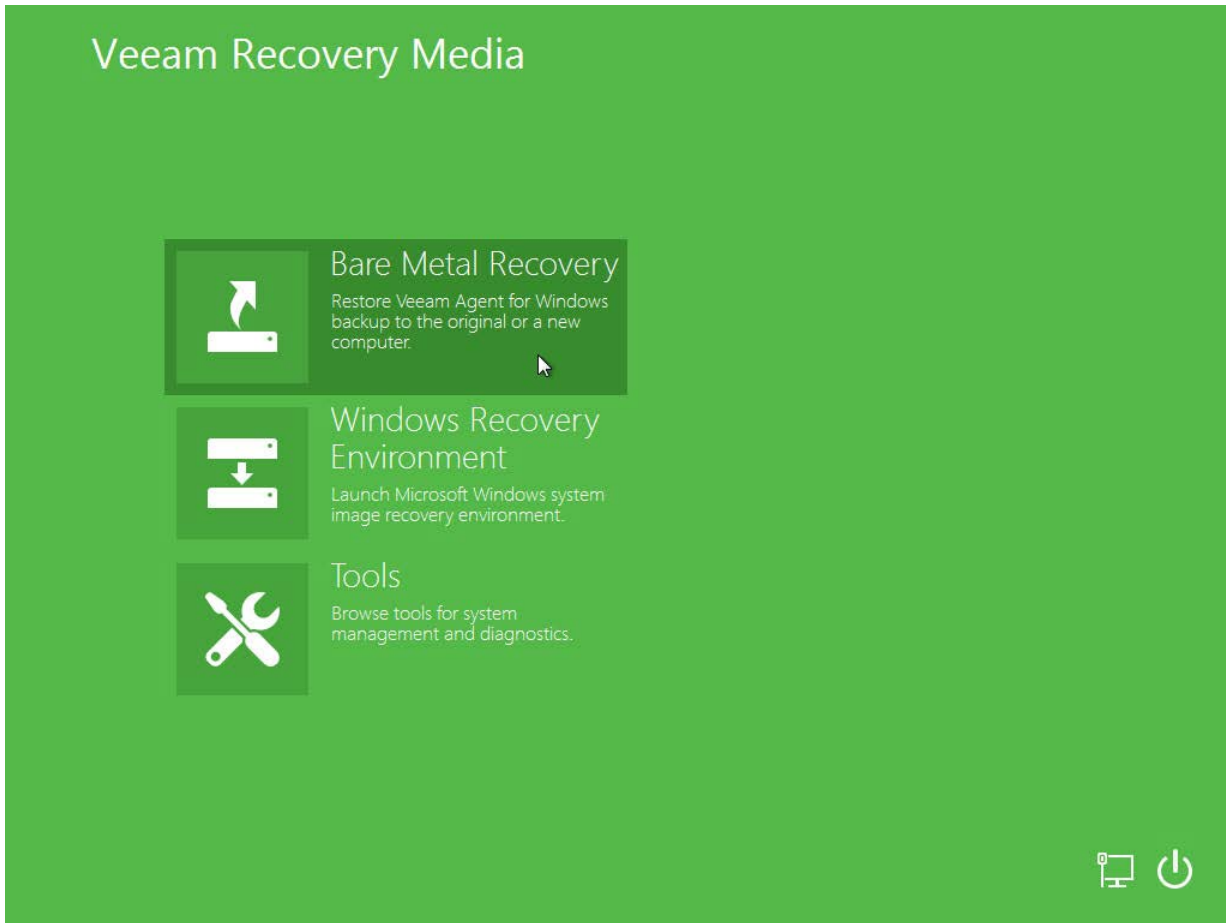 Veeam Recovery Media
Bare Metal Recovery
Restore Veeam Agent for Windows
backup to the original or a new
computer.
Windows Recovery
Environment
Launch Microsoft Windows system
image recovery environment.
Tools
Browse tools for system
management and diagnostics.